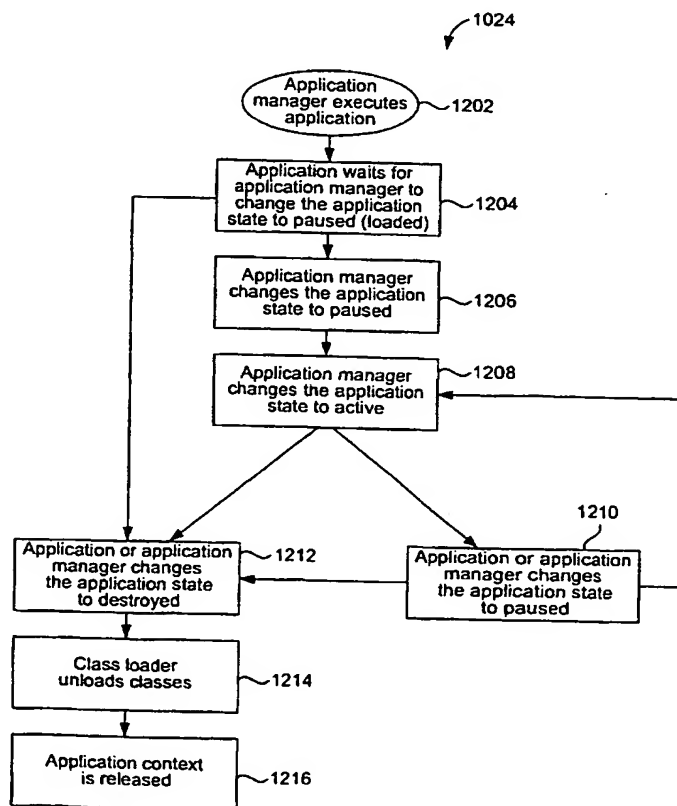 1024
Application
manager executes
application
1202
Application waits for
application manager to
change the application
state to paused (loaded)
1204
Application manager
changes the application
state to paused
1206
Application manager
changes the application
state to active
1208
Application or application
manager changes
the application state
to destroyed
1212
1210
Application or application
manager changes
the application state
to paused
Class loader
unloads classes
1214
Application context
is released
1216